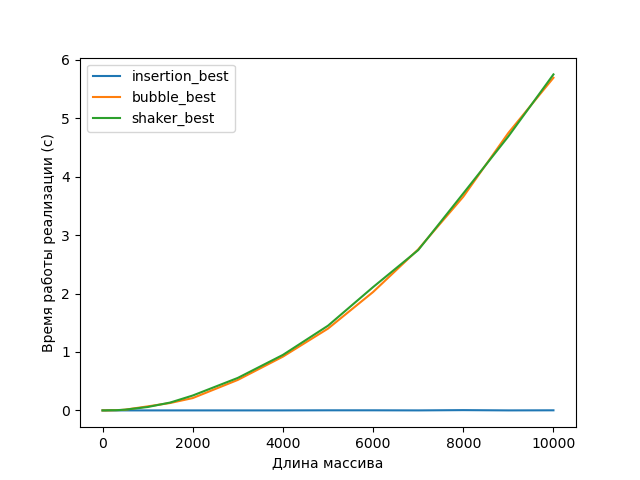 insertion_best
bubble_best
shaker_best
6
5
4
3
2
1
0
Время работы реализации (с)
0 2000 4000 6000 8000 10000
Длина массива